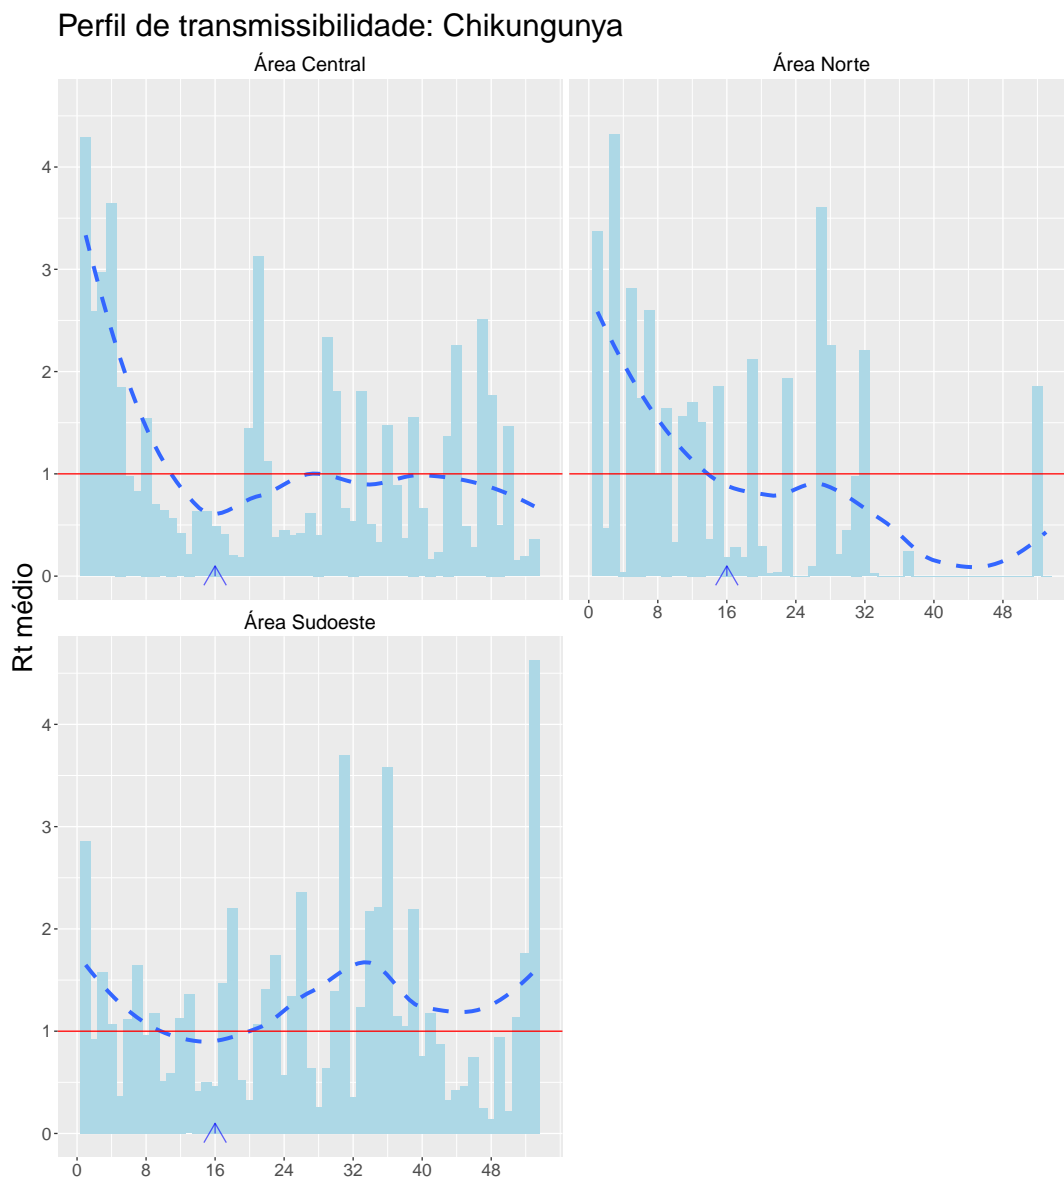 Perfil de transmissibilidade: Chikungunya
Área Central
Área Norte
4
3
2
1
0
0 8 16 24 32 40 48
Rt médio
Área Sudoeste
4
3
2
1
0
0 8 16 24 32 40 48